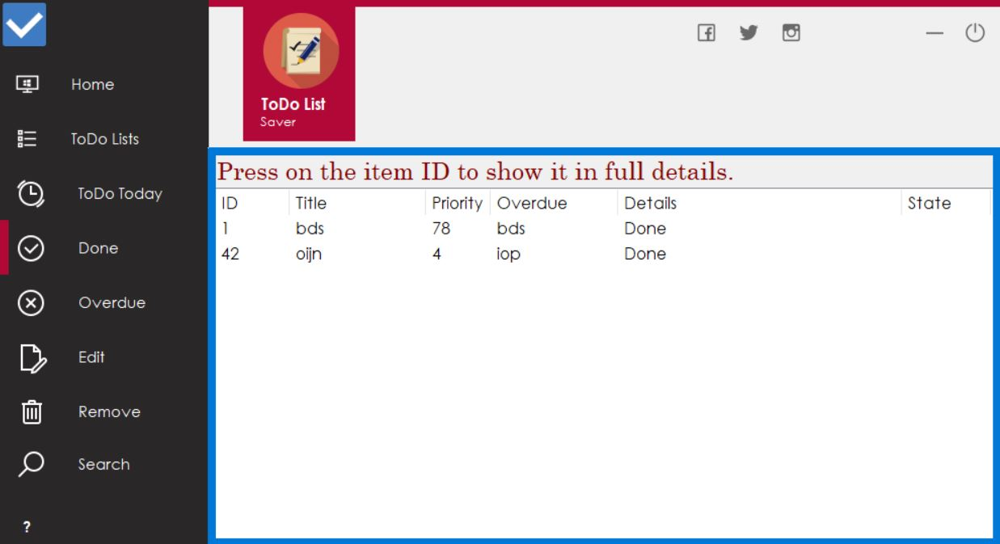 Home
ToDo Lists
ToDo Today
Done
Overdue
Edit
Remove
Search
?
ToDo List
Saver
Press on the item ID to show it in full details.
ID Title Priority Overdue Details State
1 bds 78 bds Done
42 oijn 4 iop Done